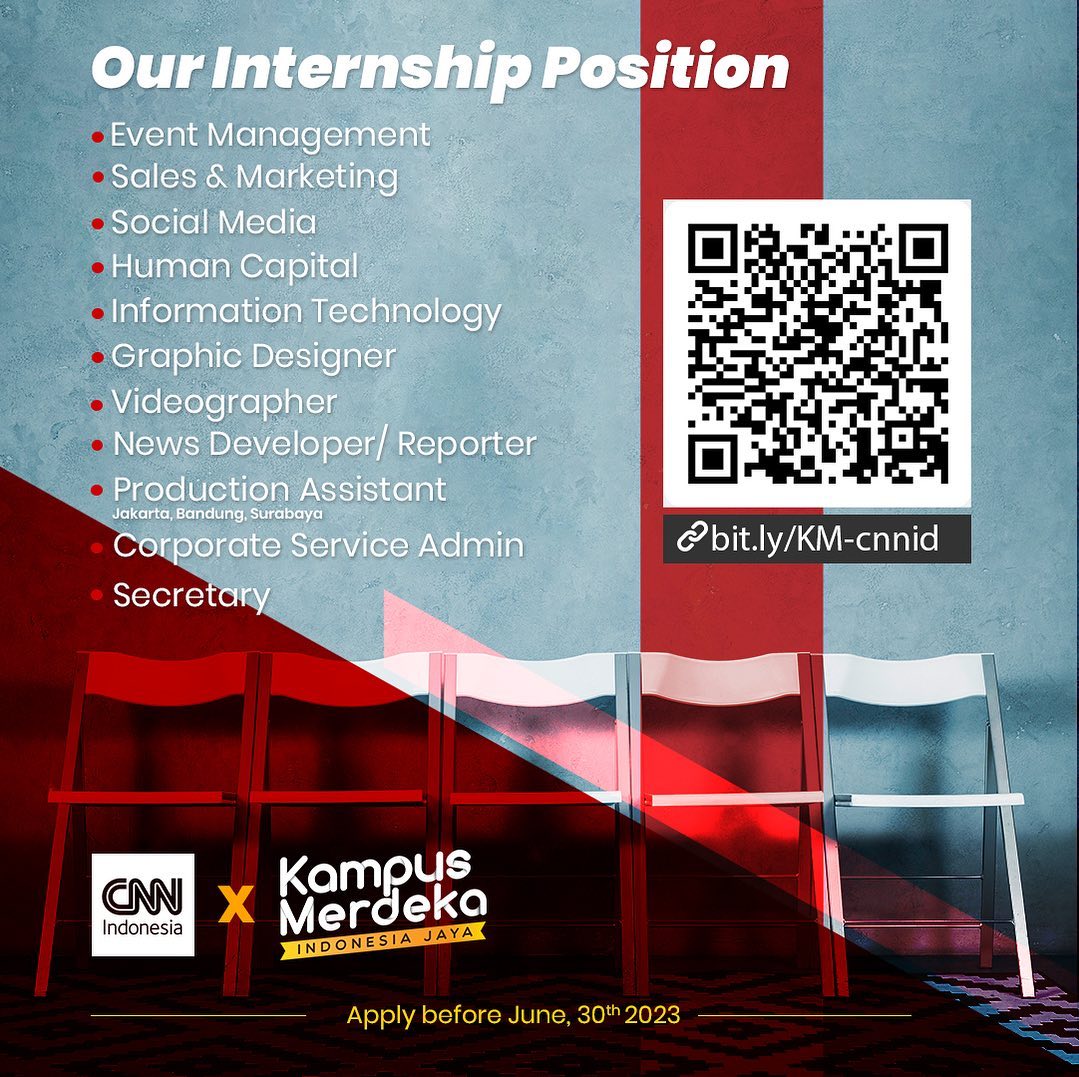 Our Internship Position
• Event Management
• Sales & Marketing
• Social Media
• Human Capital
• Information Technology
• Graphic Designer
• Videographer
• News Developer/ Reporter
• Production Assistant
Jakarta, Bandung, Surabaya
• Corporate Service Admin
• Secretary
bit.ly/KM-cnnid
CNN
Indonesia
X
Kampus
Merdeka
INDONESIA JAYA
Apply before June, 30th 2023